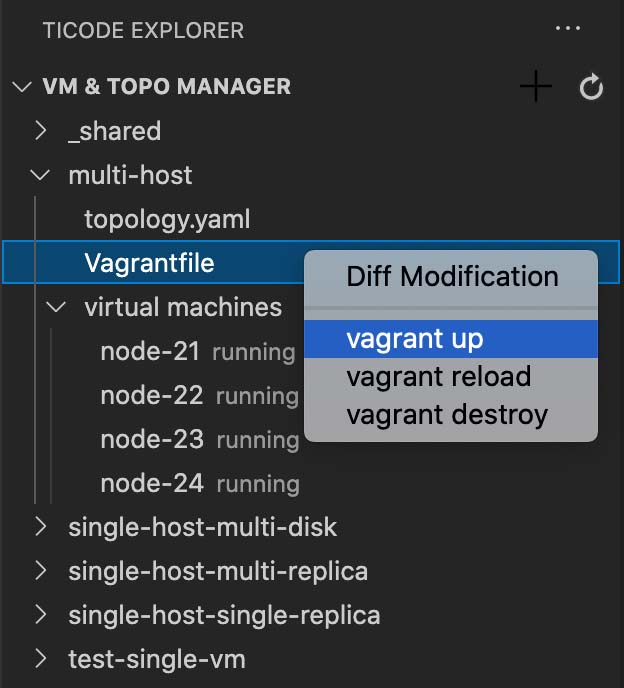 TICODE EXPLORER
VM & TOPO MANAGER
_shared
multi-host
topology.yaml
Vagrantfile
virtual machines
node-21 running
node-22 running
node-23 running
node-24 running
single-host-multi-disk
single-host-multi-replica
single-host-single-replica
test-single-vm
Diff Modification
vagrant up
vagrant reload
vagrant destroy